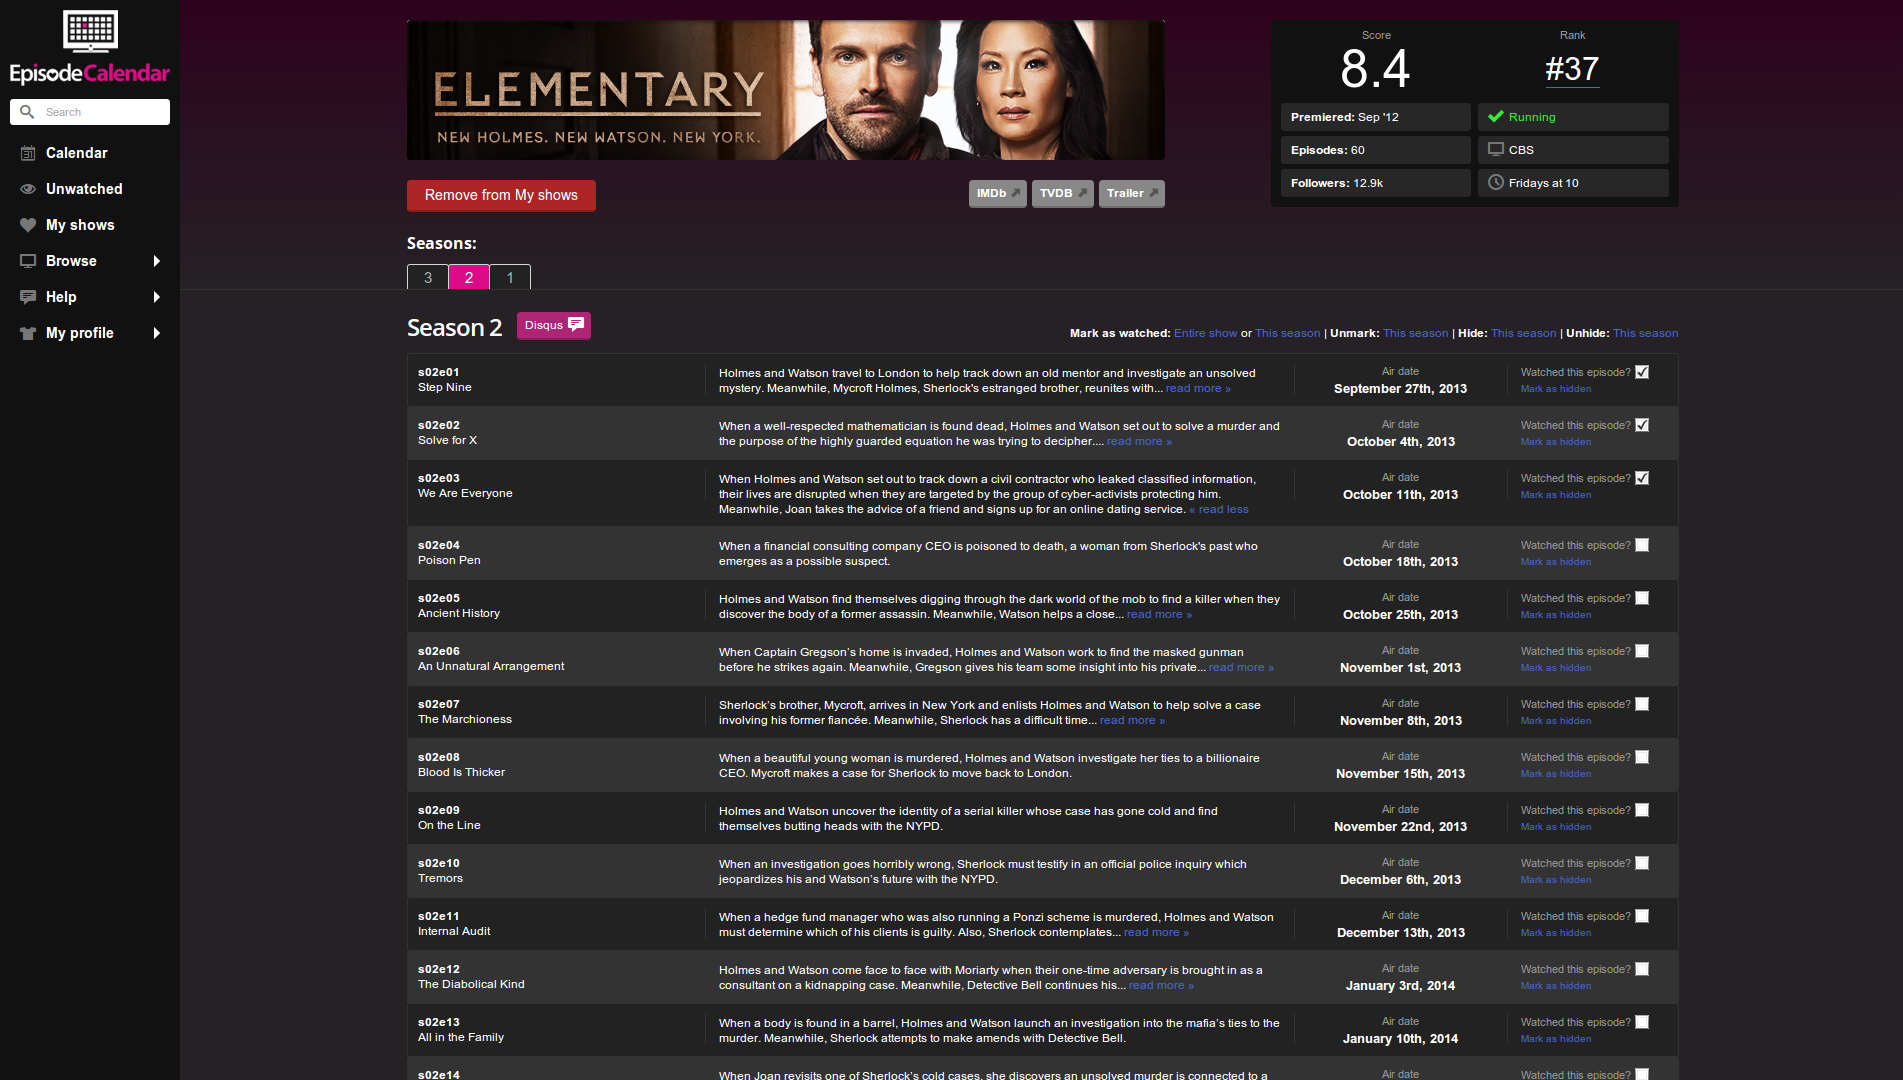 EpisodeCalendar
Search
Calendar
Unwatched
My shows
Browse
Help
My profile
ELEMENTARY
NEW HOLMES. NEW WATSON. NEW YORK.
Score
8.4
Rank
#37
Premiered: Sep '12
Running
Episodes: 60
CBS
Followers: 12.9k
Fridays at 10
Remove from My shows
IMDb
TVDB
Trailer
Seasons:
3 2 1
Season 2
Disqus
Mark as watched: Entire show or This season | Unmark: This season | Hide: This season | Unhide: This season
s02e01
Step Nine
Holmes and Watson travel to London to help track down an old mentor and investigate an unsolved
mystery. Meanwhile, Mycroft Holmes, Sherlock's estranged brother, reunites with... read more »
Air date
September 27th, 2013
Watched this episode?
Mark as hidden
s02e02
Solve for X
When a well-respected mathematician is found dead, Holmes and Watson set out to solve a murder and
the purpose of the highly guarded equation he was trying to decipher.... read more »
Air date
October 4th, 2013
Watched this episode?
Mark as hidden
s02e03
We Are Everyone
When Holmes and Watson set out to track down a civil contractor who leaked classified information,
their lives are disrupted when they are targeted by the group of cyber-activists protecting him.
Meanwhile, Joan takes the advice of a friend and signs up for an online dating service. « read less
Air date
October 11th, 2013
Watched this episode?
Mark as hidden
s02e04
Poison Pen
When a financial consulting company CEO is poisoned to death, a woman from Sherlock's past who
emerges as a possible suspect.
Air date
October 18th, 2013
Watched this episode?
Mark as hidden
s02e05
Ancient History
Holmes and Watson find themselves digging through the dark world of the mob to find a killer when they
discover the body of a former assassin. Meanwhile, Watson helps a close... read more »
Air date
October 25th, 2013
Watched this episode?
Mark as hidden
s02e06
An Unnatural Arrangement
When Captain Gregson's home is invaded, Holmes and Watson work to find the masked gunman
before he strikes again. Meanwhile, Gregson gives his team some insight into his private... read more »
Air date
November 1st, 2013
Watched this episode?
Mark as hidden
s02e07
The Marchioness
Sherlock's brother, Mycroft, arrives in New York and enlists Holmes and Watson to help solve a case
involving his former fiancée. Meanwhile, Sherlock has a difficult time... read more »
Air date
November 8th, 2013
Watched this episode?
Mark as hidden
s02e08
Blood Is Thicker
When a beautiful young woman is murdered, Holmes and Watson investigate her ties to a billionaire
CEO. Mycroft makes a case for Sherlock to move back to London.
Air date
November 15th, 2013
Watched this episode?
Mark as hidden
s02e09
On the Line
Holmes and Watson uncover the identity of a serial killer whose case has gone cold and find
themselves butting heads with the NYPD.
Air date
November 22nd, 2013
Watched this episode?
Mark as hidden
s02e10
Tremors
When an investigation goes horribly wrong, Sherlock must testify in an official police inquiry which
jeopardizes his and Watson's future with the NYPD.
Air date
December 6th, 2013
Watched this episode?
Mark as hidden
s02e11
Internal Audit
When a hedge fund manager who was also running a Ponzi scheme is murdered, Holmes and Watson
must determine which of his clients is guilty. Also, Sherlock contemplates... read more »
Air date
December 13th, 2013
Watched this episode?
Mark as hidden
s02e12
The Diabolical Kind
Holmes and Watson come face to face with Moriarty when their one-time adversary is brought in as a
consultant on a kidnapping case. Meanwhile, Detective Bell continues his... read more »
Air date
January 3rd, 2014
Watched this episode?
Mark as hidden
s02e13
All in the Family
When a body is found in a barrel, Holmes and Watson launch an investigation into the mafia's ties to the
murder. Meanwhile, Sherlock attempts to make amends with Detective Bell.
Air date
January 10th, 2014
Watched this episode?
Mark as hidden
s02e14
When Joan revisits one of Sherlock's cold cases, she discovers an unsolved murder is connected to a
Air date
Watched this episode?